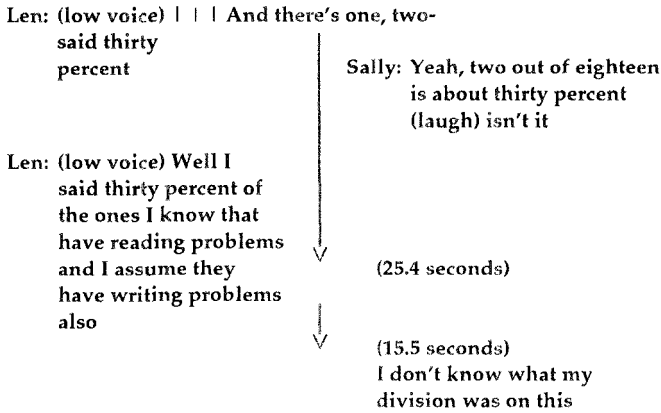 Len: (low voice) | | | And there's one, two-
said thirty
percent
Sally: Yeah, two out of eighteen
is about thirty percent
(laugh) isn't it
Len: (low voice) Well I
said thirty percent of
the ones I know that
have reading problems
and I assume they
have writing problems
also
(25.4 seconds)
(15.5 seconds)
I don't know what my
division was on this